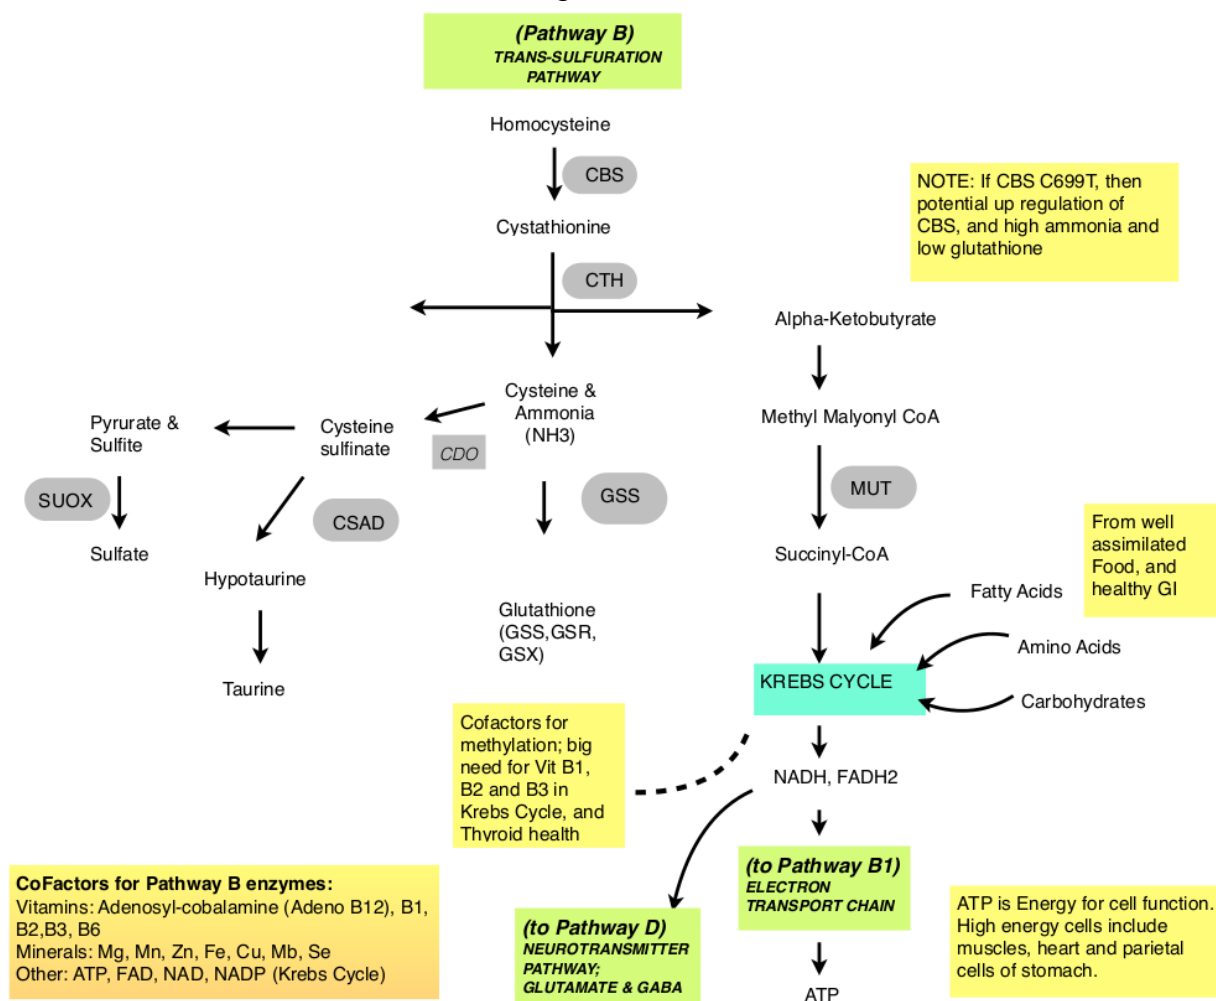 (Pathway B)
TRANS-SULFURATION
PATHWAY
Homocysteine
CBS
Cystathionine
CTH
NOTE: If CBS C699T, then
potential up regulation of
CBS, and high ammonia and
low glutathione
Alpha-Ketobutyrate
Cysteine &
Ammonia
(NH3)
Pyrurate &
Sulfite
Cysteine
sulfinate
CDO
Methyl Malyonyl CoA
SUOX
CSAD
GSS
MUT
Sulfate
Hypotaurine
Succinyl-CoA
From well
assimilated
Food, and
healthy GI
Fatty Acids
Glutathione
(GSS,GSR,
GSX)
Amino Acids
Taurine
KREBS CYCLE
Carbohydrates
Cofactors for
methylation; big
need for Vit B1,
B2 and B3 in
Krebs Cycle, and
Thyroid health
NADH, FADH2
(to Pathway B1)
ELECTRON
TRANSPORT CHAIN
CoFactors for Pathway B enzymes:
Vitamins: Adenosyl-cobalamine (Adeno B12), B1,
B2,B3, B6
Minerals: Mg, Mn, Zn, Fe, Cu, Mb, Se
Other: ATP, FAD, NAD, NADP (Krebs Cycle)
(to Pathway D)
NEUROTRANSMITTER
PATHWAY;
GLUTAMATE & GABA
ATP is Energy for cell function.
High energy cells include
muscles, heart and parietal
cells of stomach.
ATP